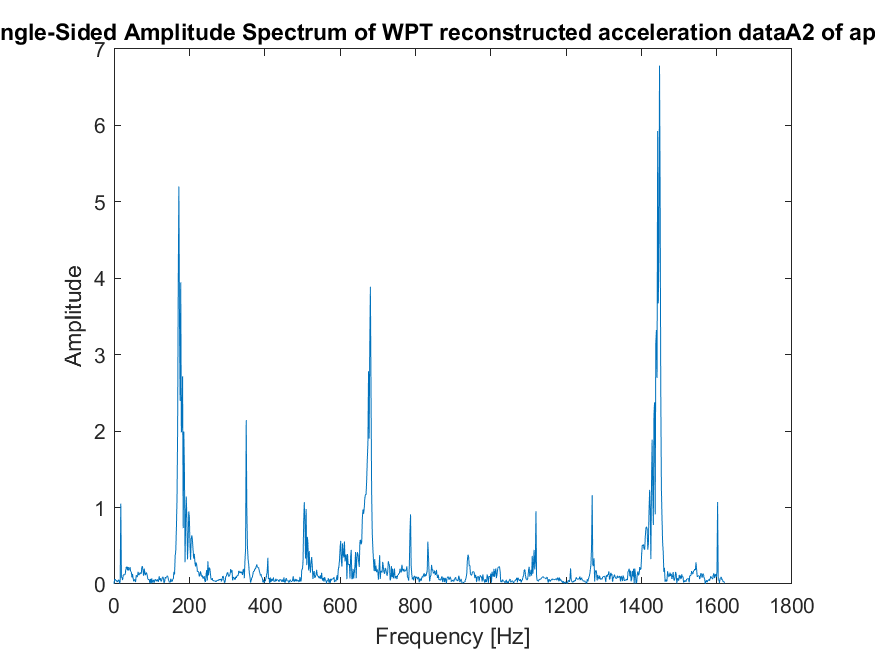 ngle-Sided Amplitude Spectrum of WPT reconstructed acceleration dataA2 of ap
7
6
5
4
3
2
1
0
Amplitude
0 200 400 600 800 1000 1200 1400 1600 1800
Frequency [Hz]